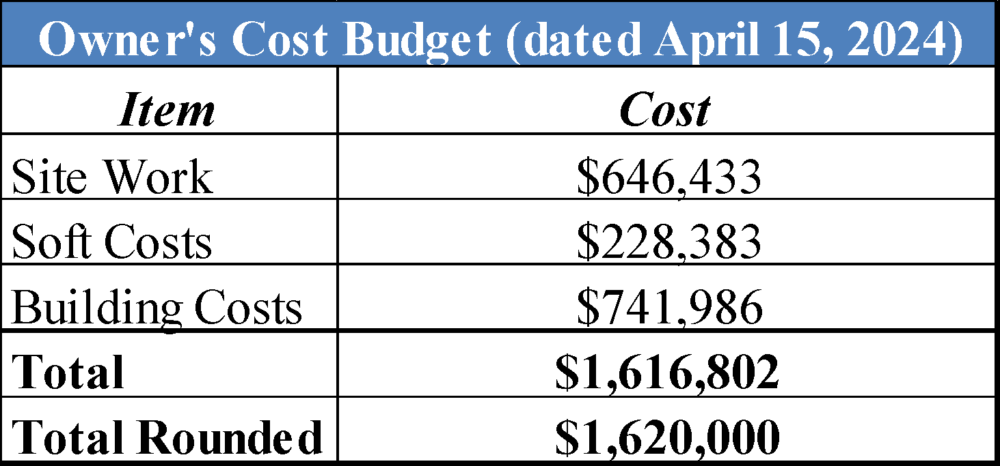 Owner's Cost Budget (dated April 15, 2024)
Item Cost
Site Work $646,433
Soft Costs $228,383
Building Costs $741,986
Total $1,616,802
Total Rounded $1,620,000